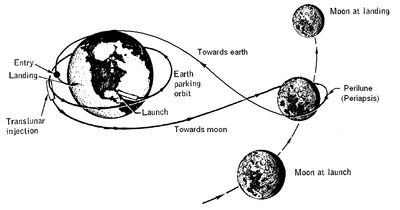 Moon at landing
Towards earth
Entry
Landing
Earth
parking
orbit
Perilune
(Periapsis)
Launch
Translunar
injection
Towards moon
Moon at launch